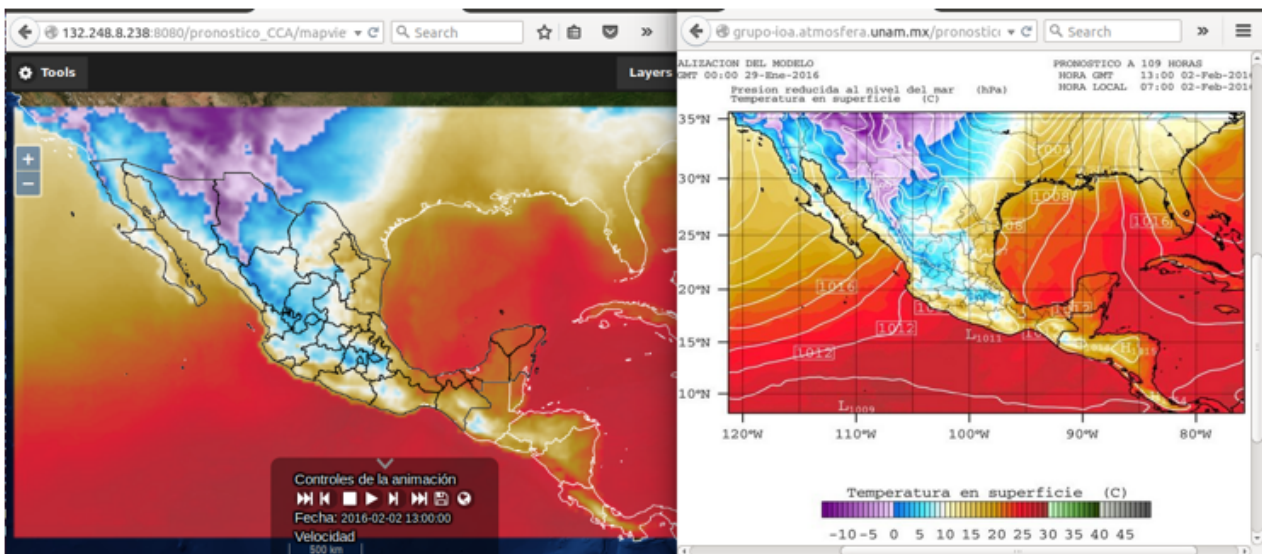 132.248.8.238:8080/pronostico_CCA/mapvie
Search
»
Tools
Layers
+
−
Controles de la animación
Fecha: 2016-02-02 13:00:00
Velocidad
500 km
grupo-ioa.atmosfera.unam.mx/pronostic
Search
»
ALIZACION DEL MODELO
GMT 00:00 29-Ene-2016
PRONOSTICO A 109 HORAS
HORA GMT 13:00 02-Feb-201
HORA LOCAL 07:00 02-Feb-201
Presion reducida al nivel del mar (hPa)
Temperatura en superficie (C)
35°N
30°N
25°N
20°N
15°N
10°N
1004
1008
1016
1016
1012
1012
1012
L1011
L1009
120°W 110°W 100°W 90°W 80°W
Temperatura en superficie (C)
-10 -5 0 5 10 15 20 25 30 35 40 45